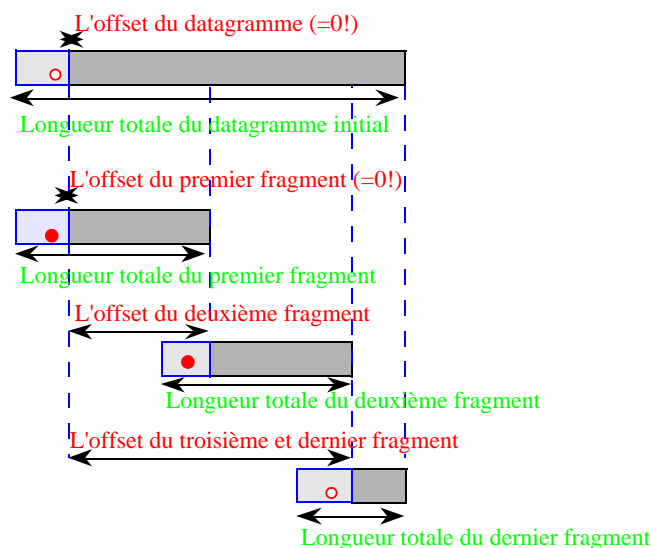 L'offset du datagramme (=0!)
Longueur totale du datagramme initial
L'offset du premier fragment (=0!)
Longueur totale du premier fragment
L'offset du deuxième fragment
Longueur totale du deuxième fragment
L'offset du troisième et dernier fragment
Longueur totale du dernier fragment